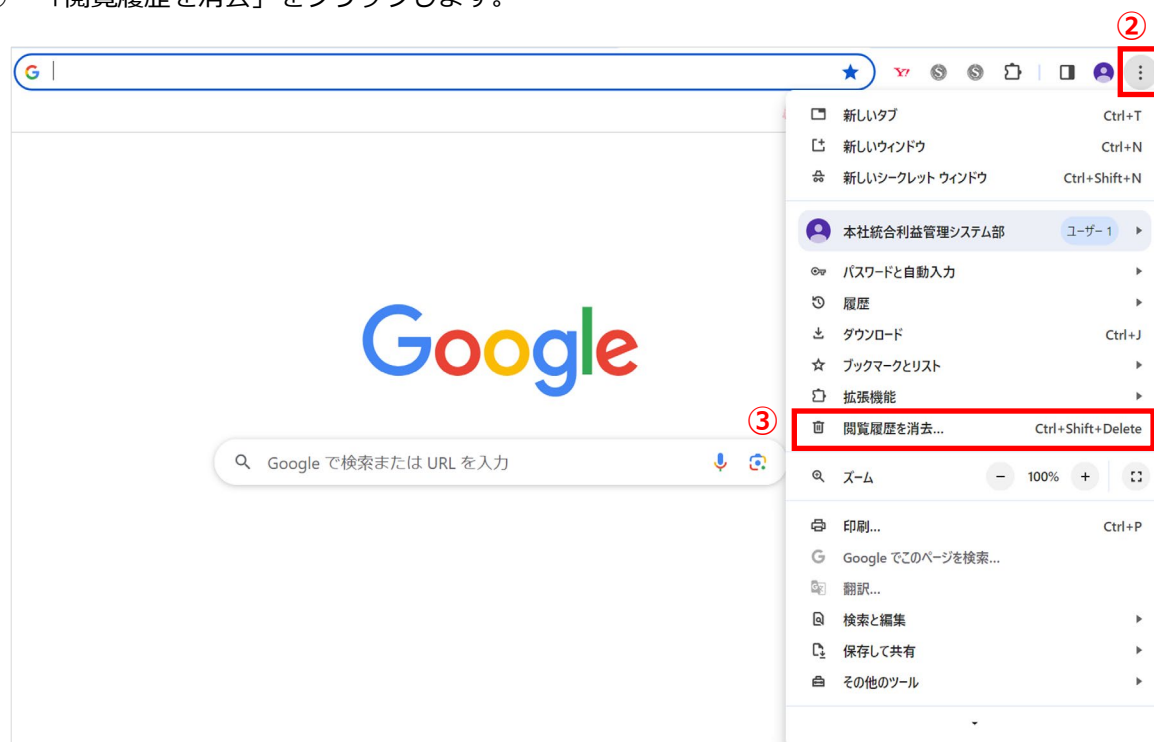 「閲覧履歴を消去」をクリックします。
②
G
Y!
S
S
新しいタブ Ctrl+T
新しいウィンドウ Ctrl+N
新しいシークレット ウィンドウ Ctrl+Shift+N
本社統合利益管理システム部 ユーザー 1
パスワードと自動入力
履歴
ダウンロード Ctrl+J
ブックマークとリスト
拡張機能
③ 閲覧履歴を消去... Ctrl+Shift+Delete
Google
Google で検索または URL を入力
ズーム - 100% +
印刷... Ctrl+P
G Google でこのページを検索...
翻訳...
検索と編集
保存して共有
その他のツール